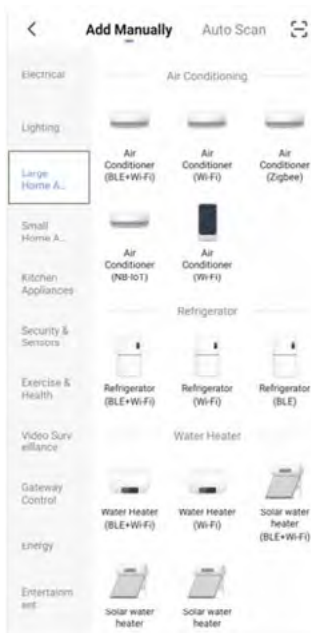 Add Manually Auto Scan
Electrical
Lighting
Large
Home A...
Small
Home A...
Kitchen
Appliances
Security &
Sensors
Exercise &
Health
Video Surv
eillance
Gateway
Control
Energy
Entertainm
ent
Air Conditioning
Air
Conditioner
(BLE+Wi-Fi)
Air
Conditioner
(Wi-Fi)
Air
Conditioner
(Zigbee)
Air
Conditioner
(NB-IoT)
Air
Conditioner
(Wi-Fi)
Refrigerator
Refrigerator
(BLE+Wi-Fi)
Refrigerator
(Wi-Fi)
Refrigerator
(BLE)
Water Heater
Water Heater
(BLE+Wi-Fi)
Water Heater
(Wi-Fi)
Solar water
heater
(BLE+Wi-Fi)
Solar water
heater
Solar water
heater